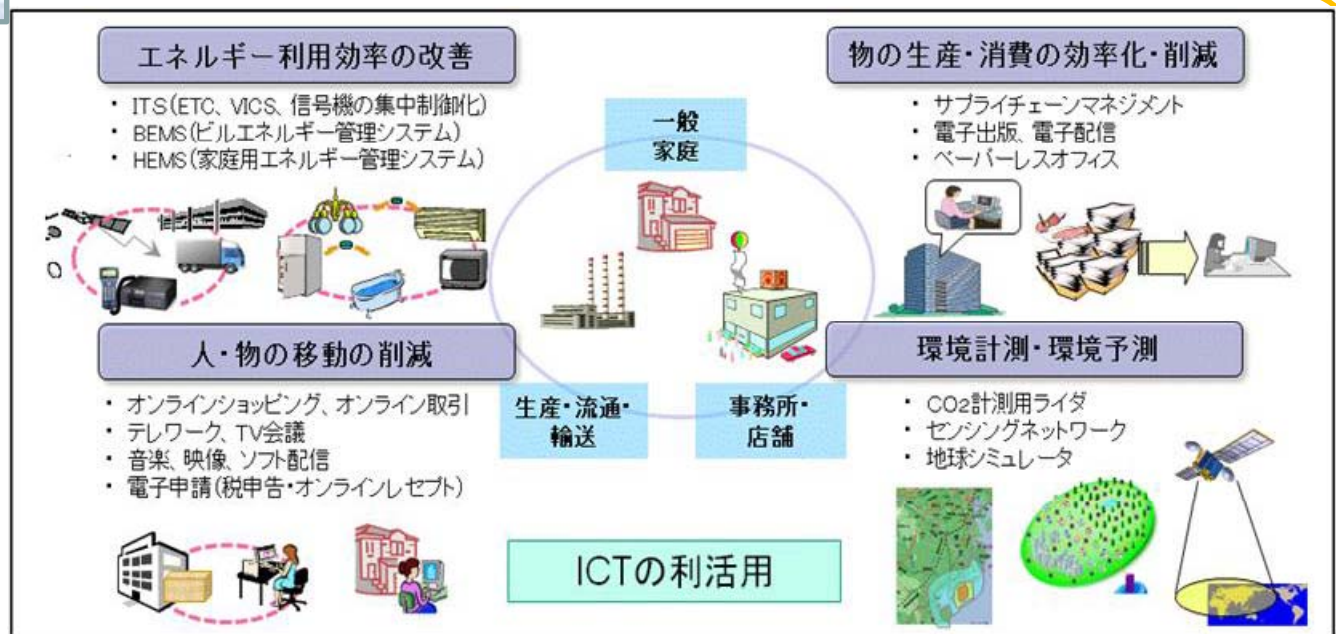 エネルギー利用効率の改善
・ ITS(ETC、VICS、信号機の集中制御化)
・ BEMS(ビルエネルギー管理システム)
・ HEMS(家庭用エネルギー管理システム)
一般
家庭
物の生産・消費の効率化・削減
・ サプライチェーンマネジメント
・ 電子出版、電子配信
・ ペーパーレスオフィス
人・物の移動の削減
・ オンラインショッピング、オンライン取引
・ テレワーク、TV会議
・ 音楽、映像、ソフト配信
・ 電子申請(税申告・オンラインレセプト)
生産・流通・
輸送
事務所・
店舗
環境計測・環境予測
・ CO2計測用ライダ
・ センシングネットワーク
・ 地球シミュレータ
ICTの利活用